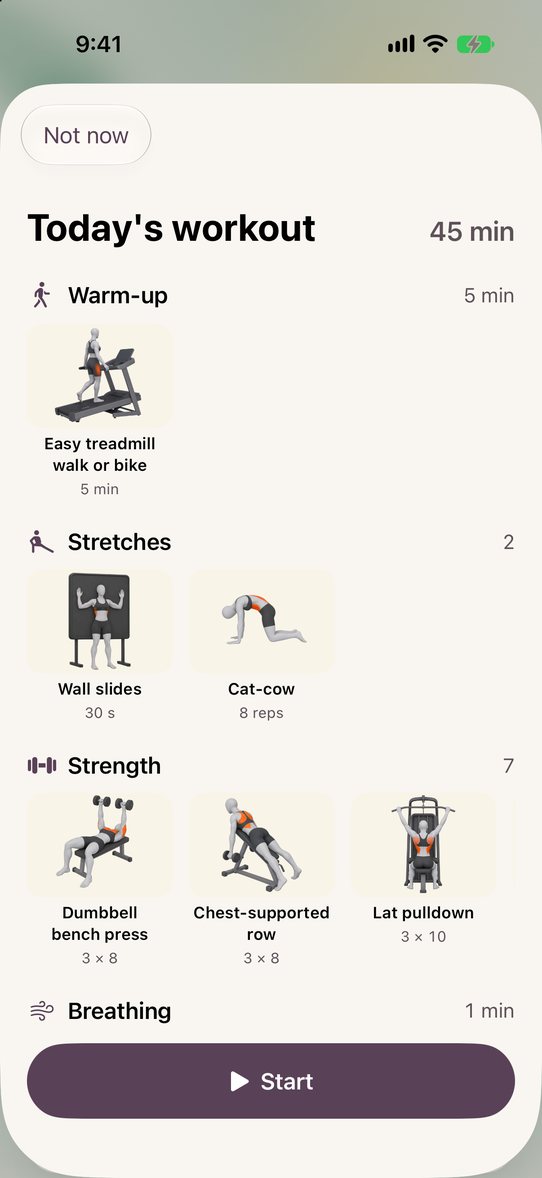 9:41
Not now
Today's workout 45 min
Warm-up 5 min
Easy treadmill
walk or bike
5 min
Stretches 2
Wall slides
30 s
Cat-cow
8 reps
Strength 7
Dumbbell
bench press
3 × 8
Chest-supported
row
3 × 8
Lat pulldown
3 × 10
Breathing 1 min
Start